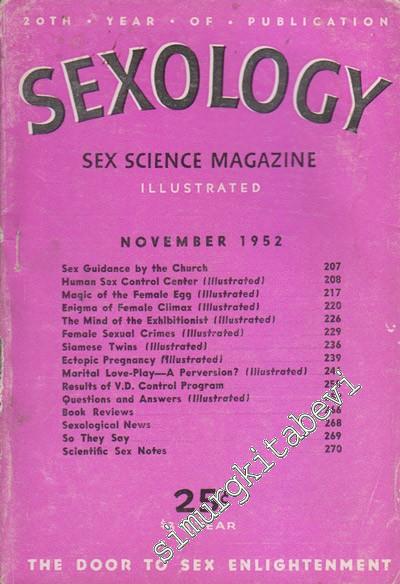 20TH • YEAR • OF • PUBLICATION
SEXOLOGY
SEX SCIENCE MAGAZINE
ILLUSTRATED
NOVEMBER 1952
Sex Guidance by the Church 207
Human Sex Control Center (Illustrated) 208
Magic of the Female Egg (Illustrated) 217
Enigma of Female Climax (Illustrated) 220
The Mind of the Exhibitionist (Illustrated) 226
Female Sexual Crimes (Illustrated) 229
Siamese Twins (Illustrated) 236
Ectopic Pregnancy (Illustrated) 239
Marital Love-Play—A Perversion? (Illustrated)
Results of V.D. Control Program
Questions and Answers (Illustrated)
Book Reviews
Sexological News 268
So They Say 269
Scientific Sex Notes 270
25¢
YEAR
THE DOOR TO SEX ENLIGHTENMENT
simurgkitabevi.com